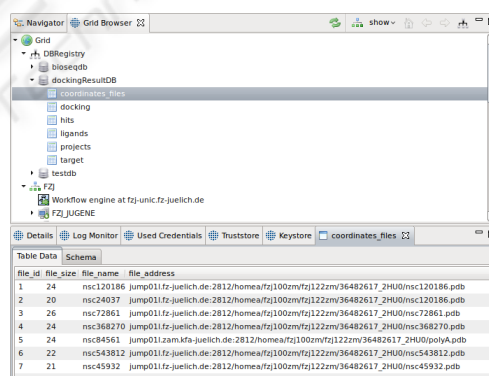 Navigator Grid Browser show
Grid
DBRegistry
bioseqdb
dockingResultDB
coordinates_files
docking
hits
ligands
projects
target
testdb
FZJ
Workflow engine at fzj-unic.fz-juelich.de
FZJ_JUGENE
Details Log Monitor Used Credentials Truststore Keystore coordinates_files
Table Data Schema
file_id file_size file_name file_address
1 24 nsc120186 jump01l.fz-juelich.de:2812/homea/fzj100zm/fzj122zm/36482617_2HU0/nsc120186.pdb
2 20 nsc24037 jump01l.fz-juelich.de:2812/homea/fzj100zm/fzj122zm/36482617_2HU0/nsc24037.pdb
3 26 nsc72861 jump01l.fz-juelich.de:2812/homea/fzj100zm/fzj122zm/36482617_2HU0/nsc72861.pdb
4 24 nsc368270 jump01l.fz-juelich.de:2812/homea/fzj100zm/fzj122zm/36482617_2HU0/nsc368270.pdb
5 24 nsc84561 jump01l.zam.kfa-juelich.de:2812/homea/fzj100zm/fzj122zm/36482617_2HU0/polyA.pdb
6 22 nsc543812 jump01l.fz-juelich.de:2812/homea/fzj100zm/fzj122zm/36482617_2HU0/nsc543812.pdb
7 21 nsc45932 jump01l.fz-juelich.de:2812/homea/fzj100zm/fzj122zm/36482617_2HU0/nsc45932.pdb